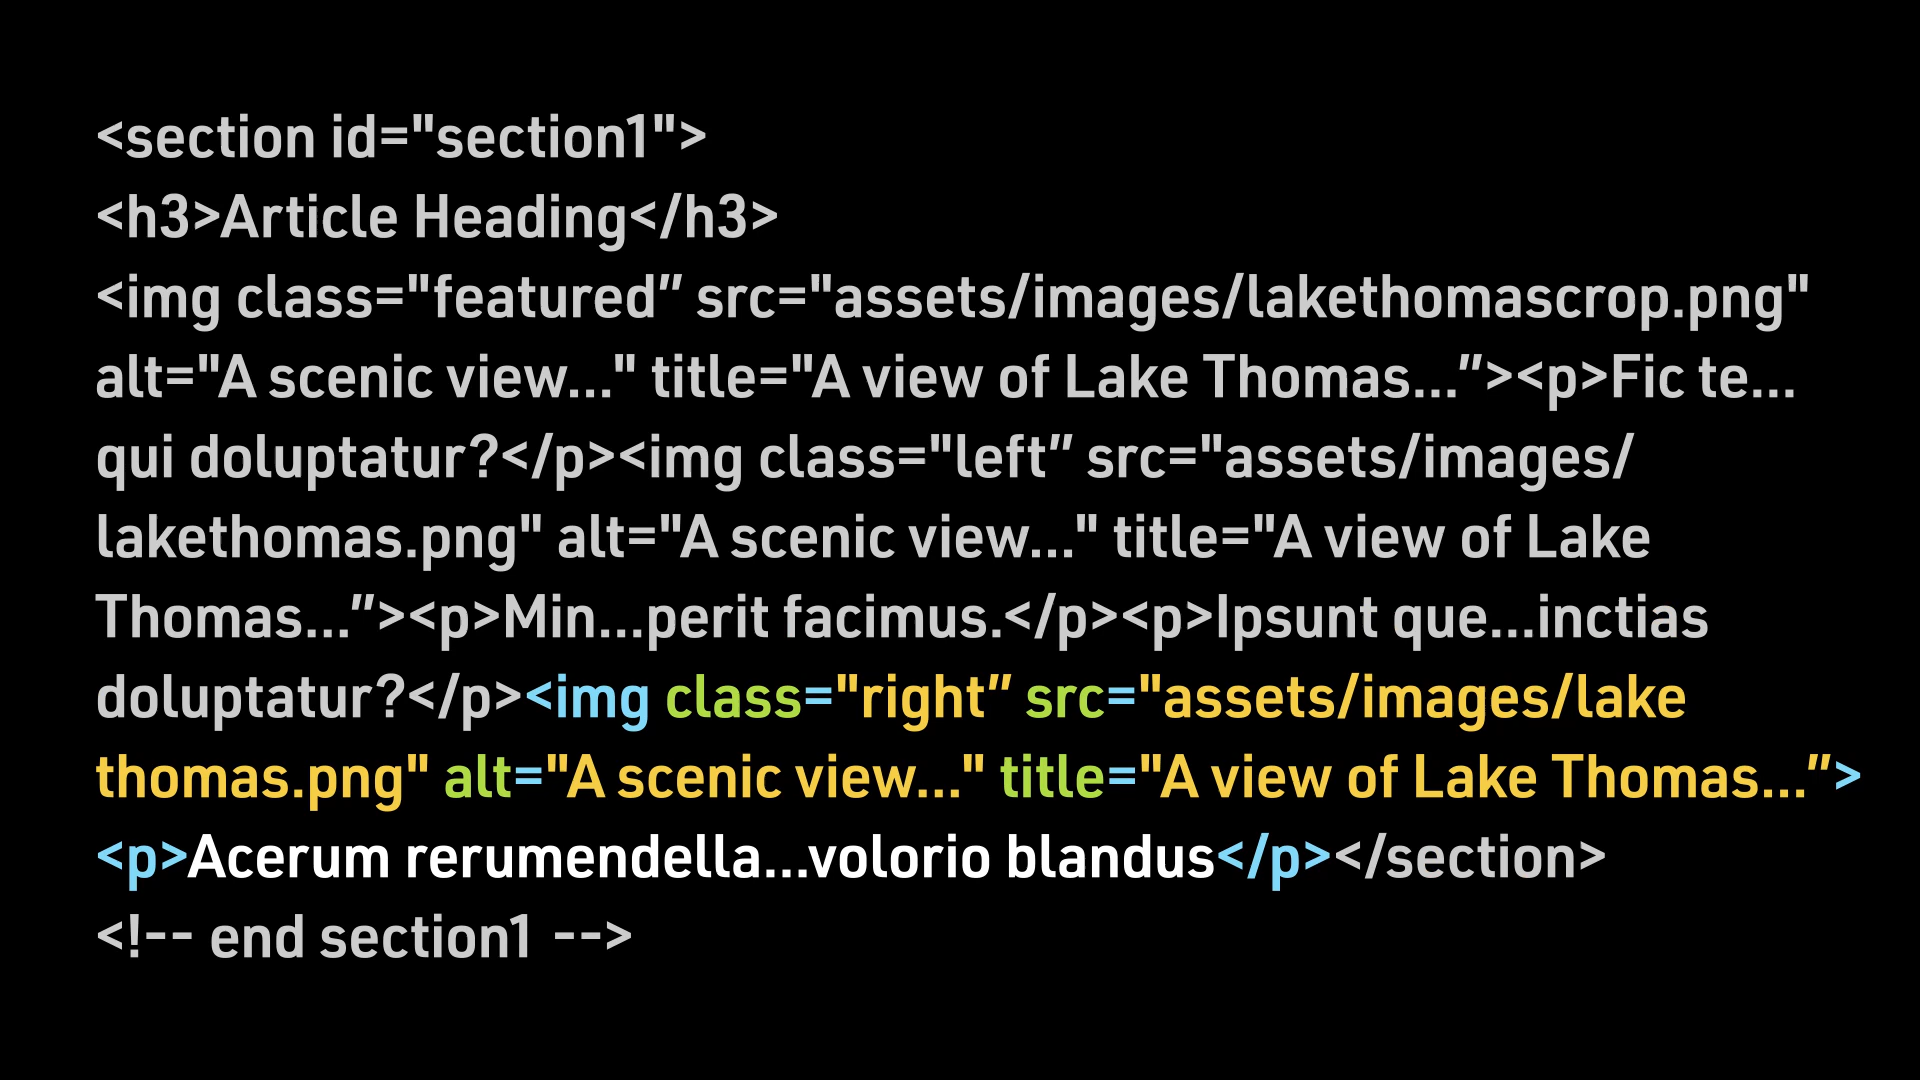 <section id="section1">
<h3>Article Heading</h3>
<img class="featured” src="assets/images/lakethomascrop.png"
alt="A scenic view..." title="A view of Lake Thomas...”><p>Fic te...
qui doluptatur?</p><img class="left” src="assets/images/
lakethomas.png" alt="A scenic view..." title="A view of Lake
Thomas...”><p>Min...perit facimus.</p><p>Ipsunt que...inctias
doluptatur?</p><img class="right” src="assets/images/lake
thomas.png" alt="A scenic view..." title="A view of Lake Thomas...”>
<p>Acerum rerumendella...volorio blandus</p></section>
<!-- end section1 -->